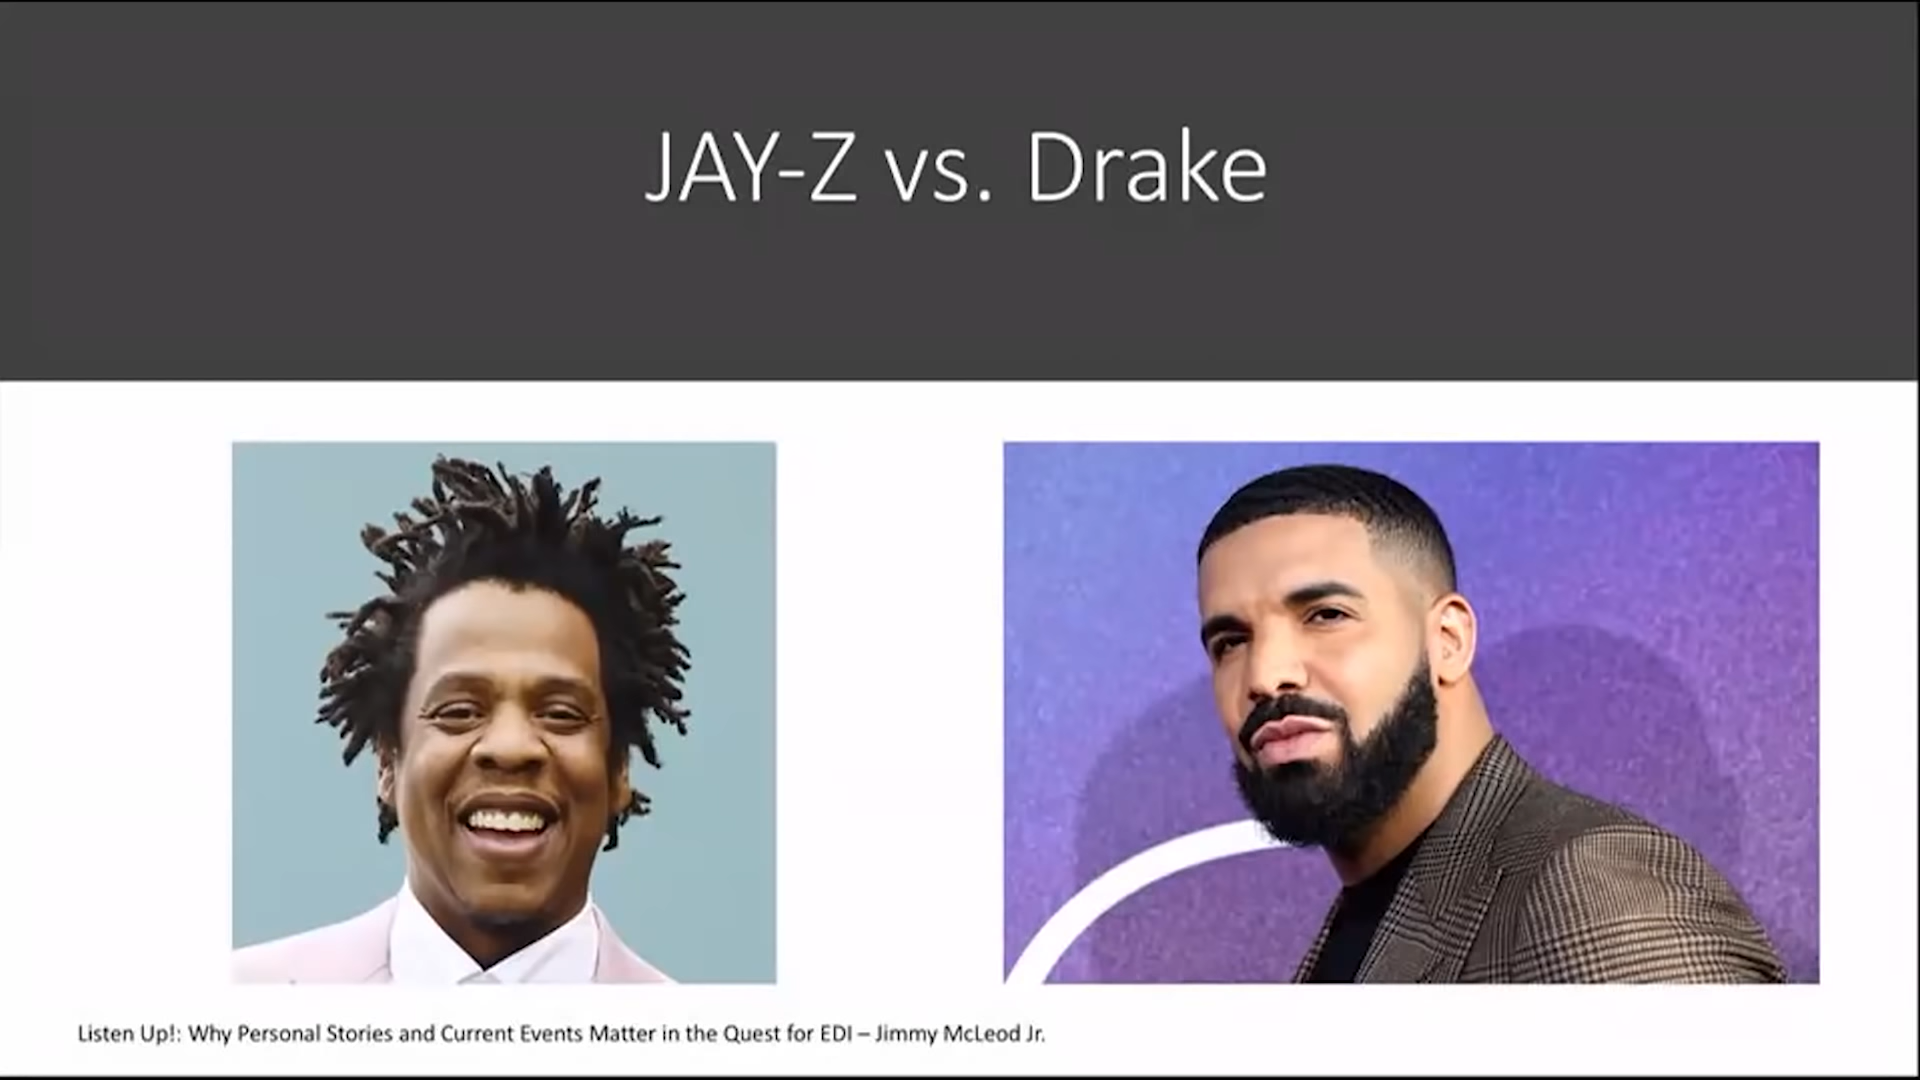 JAY-Z vs. Drake
Listen Up!: Why Personal Stories and Current Events Matter in the Quest for EDI – Jimmy McLeod Jr.